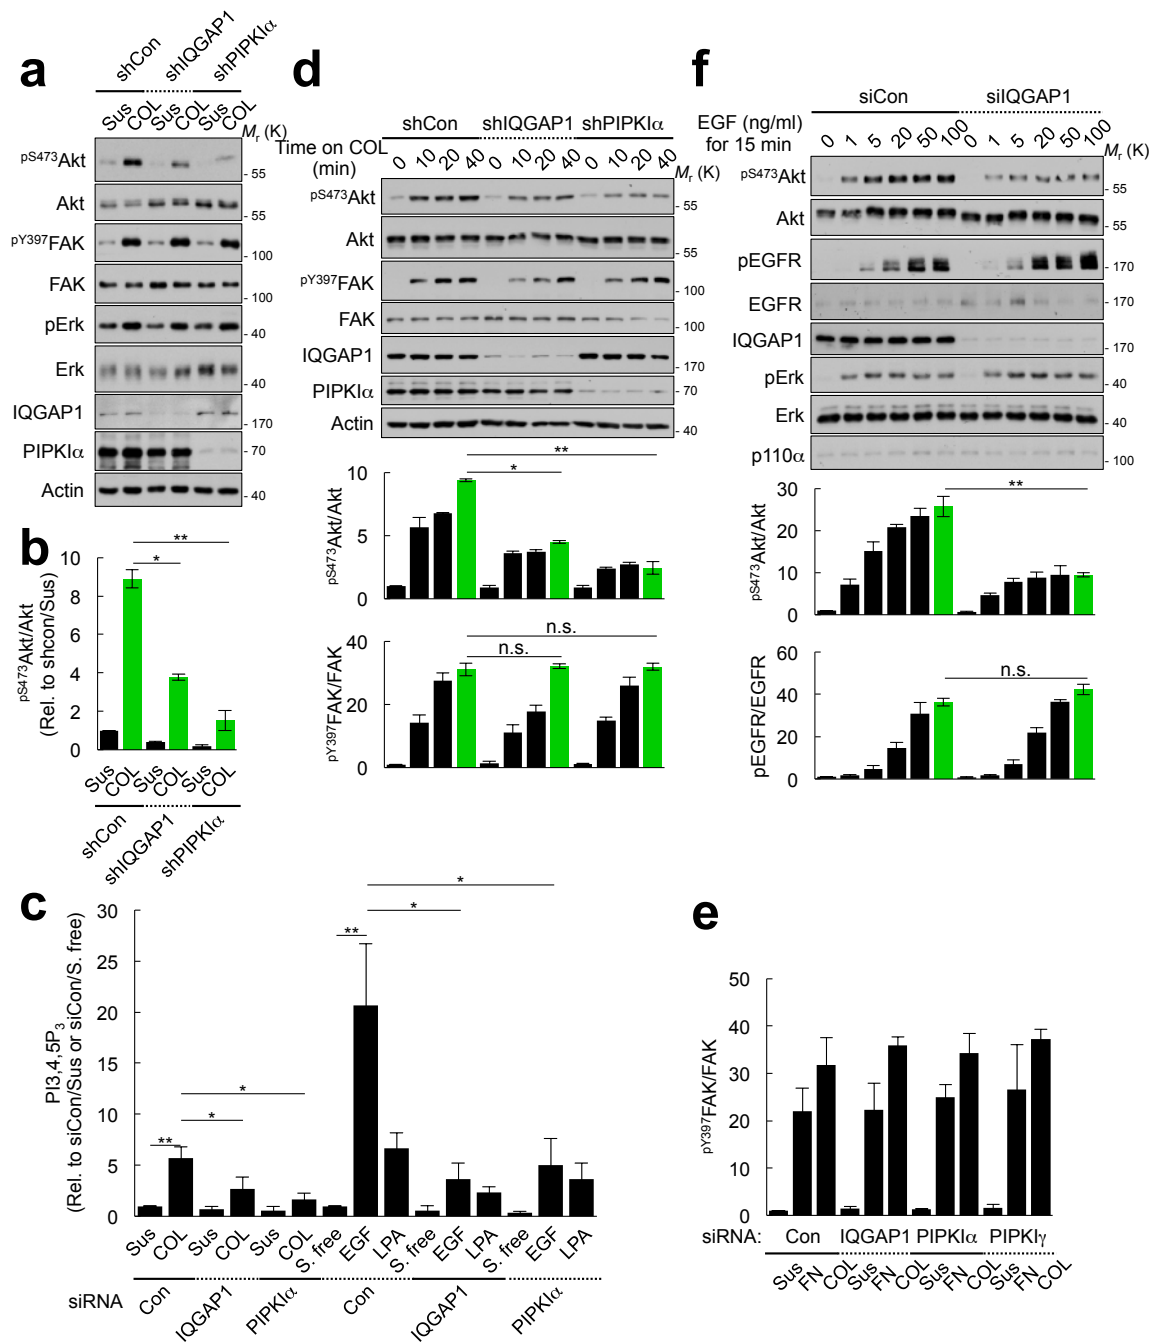 a
shCon shIQGAP1 shPIPKIα
Sus COL Sus COL Sus COL
Mr (K)
pS473Akt
55
Akt
55
pY397FAK
100
FAK
100
pErk
40
Erk
40
IQGAP1
170
PIPKIα
70
Actin
40
b
pS473Akt/Akt
(Rel. to shcon/Sus)
10
8
6
4
2
0
**
*
Sus COL Sus COL Sus COL
shCon shIQGAP1 shPIPKIα
d
shCon shIQGAP1 shPIPKIα
Time on COL
(min)
0 10 20 40 0 10 20 40 0 10 20 40
Mr (K)
pS473Akt
55
Akt
55
pY397FAK
100
FAK
100
IQGAP1
170
PIPKIα
70
Actin
40
pS473Akt/Akt
10
5
0
**
*
pY397FAK/FAK
40
20
0
n.s.
n.s.
f
siCon siIQGAP1
EGF (ng/ml)
for 15 min
0 1 5 20 50 100 0 1 5 20 50 100
Mr (K)
pS473Akt
55
Akt
55
pEGFR
170
EGFR
170
IQGAP1
170
pErk
40
Erk
40
p110α
100
pS473Akt/Akt
30
20
10
0
**
pEGFR/EGFR
60
40
20
0
n.s.
c
PI3,4,5P3
(Rel. to siCon/Sus or siCon/S. free)
30
25
20
15
10
5
0
**
*
*
**
*
*
Sus COL Sus COL Sus COL S. free EGF LPA S. free EGF LPA S. free EGF LPA
siRNA Con IQGAP1 PIPKIα Con IQGAP1 PIPKIα
e
pY397FAK/FAK
50
40
30
20
10
0
siRNA: Con IQGAP1 PIPKIα PIPKIγ
Sus FN COL Sus FN COL Sus FN COL Sus FN COL